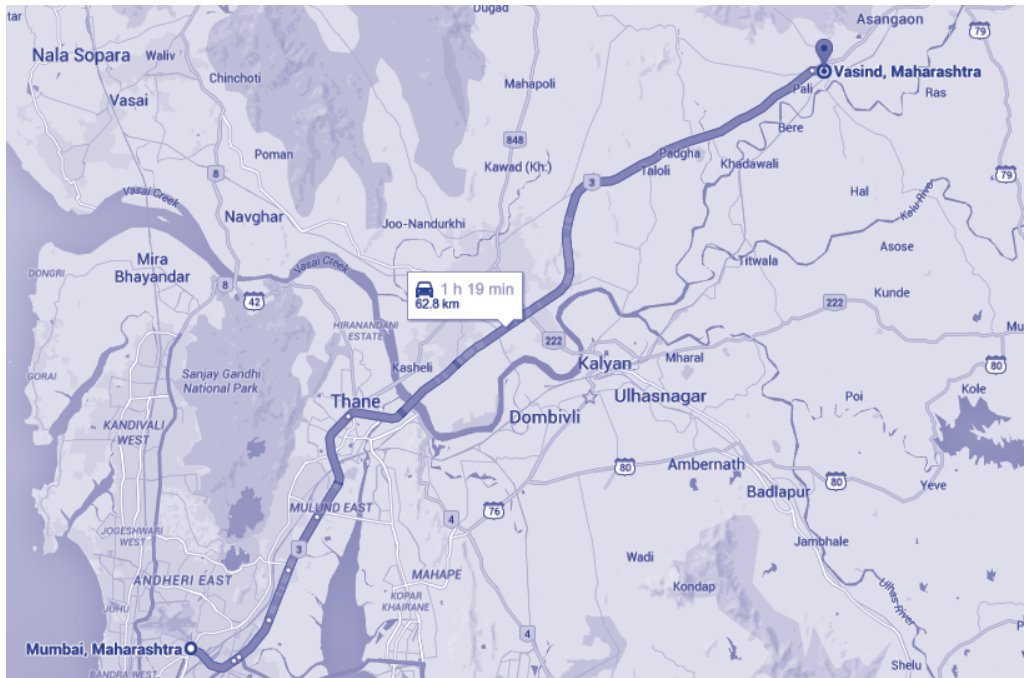 Dugad
tar
Asangaon
79
Nala Sopara
Waliv
Chinchoti
Mahapoli
Vasind, Maharashtra
Vasai
Pali
Ras
Bere
848
Poman
Kawad (Kh.)
Padgha
Taloli
Khadawali
8
3
79
Vasai Creek
Hal
Kalu River
Navghar
Joo-Nandurkhi
Asose
Mira
Bhayandar
Vasai Creek
Titwala
DONGRI
8
42
1 h 19 min
62.8 km
Kunde
222
HIRANANDANI
ESTATE
222
Mu
Kasheli
Kalyan
Mharal
80
GORAI
Sanjay Gandhi
National Park
Kole
Thane
Ulhasnagar
Poi
Dombivli
KANDIVALI
WEST
80
Ambernath
80
Yeve
Badlapur
MULUND EAST
76
4
JOGESHWARI
WEST
Jambhale
3
Wadi
ANDHERI EAST
MAHAPE
Kondap
Ulhas River
KOPAR
KHAIRANE
JUHU
4
P
Mumbai, Maharashtra
Shelu
BANDRA WEST